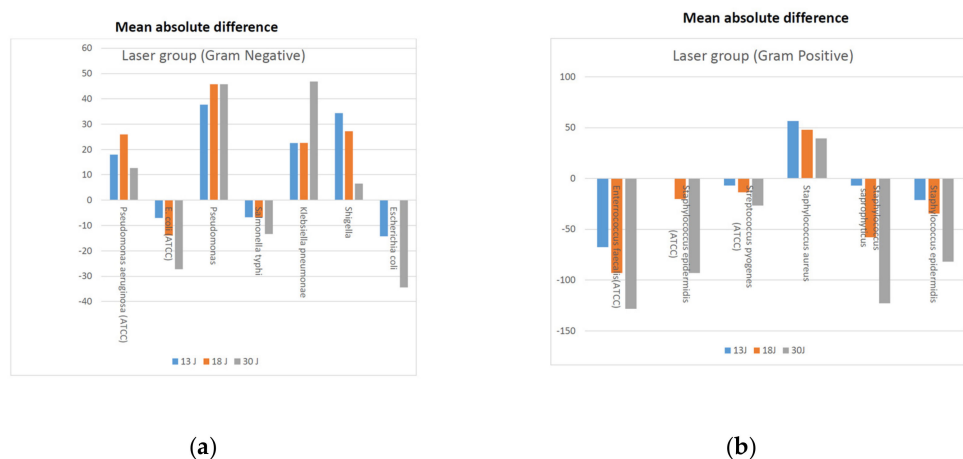 Mean absolute difference
Laser group (Gram Negative)
60
50
40
30
20
10
0
-10
-20
-30
-40
Pseudomonas aeruginosa (ATCC)
E. coli (ATCC)
Pseudomonas
Salmonella typhi
Klebsiella pneumonae
Shigella
Escherichia coli
13 J 18 J 30 J
(a)
Mean absolute difference
Laser group (Gram Positive)
100
50
0
-50
-100
-150
Enterrococcus faecalis(ATCC)
Staphylococcus epidermidis
(ATCC)
Streptococcus pyogenes
(ATCC)
Staphylococcus aureus
Staphylococcus
saprophyticus
Staphylococcus epidermidis
13J 18J 30J
(b)